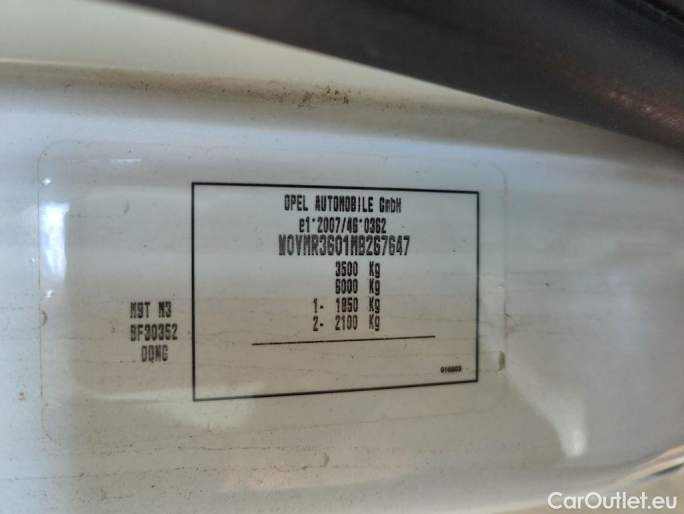 OPEL AUTOMOBILE GmbH
e1*2007/46*0362
W0VMR3601MB267647
3500 Kg
6000 Kg
1- 1850 Kg
2- 2100 Kg
M9T M3
BF30352
DQMG
CarOutlet.eu